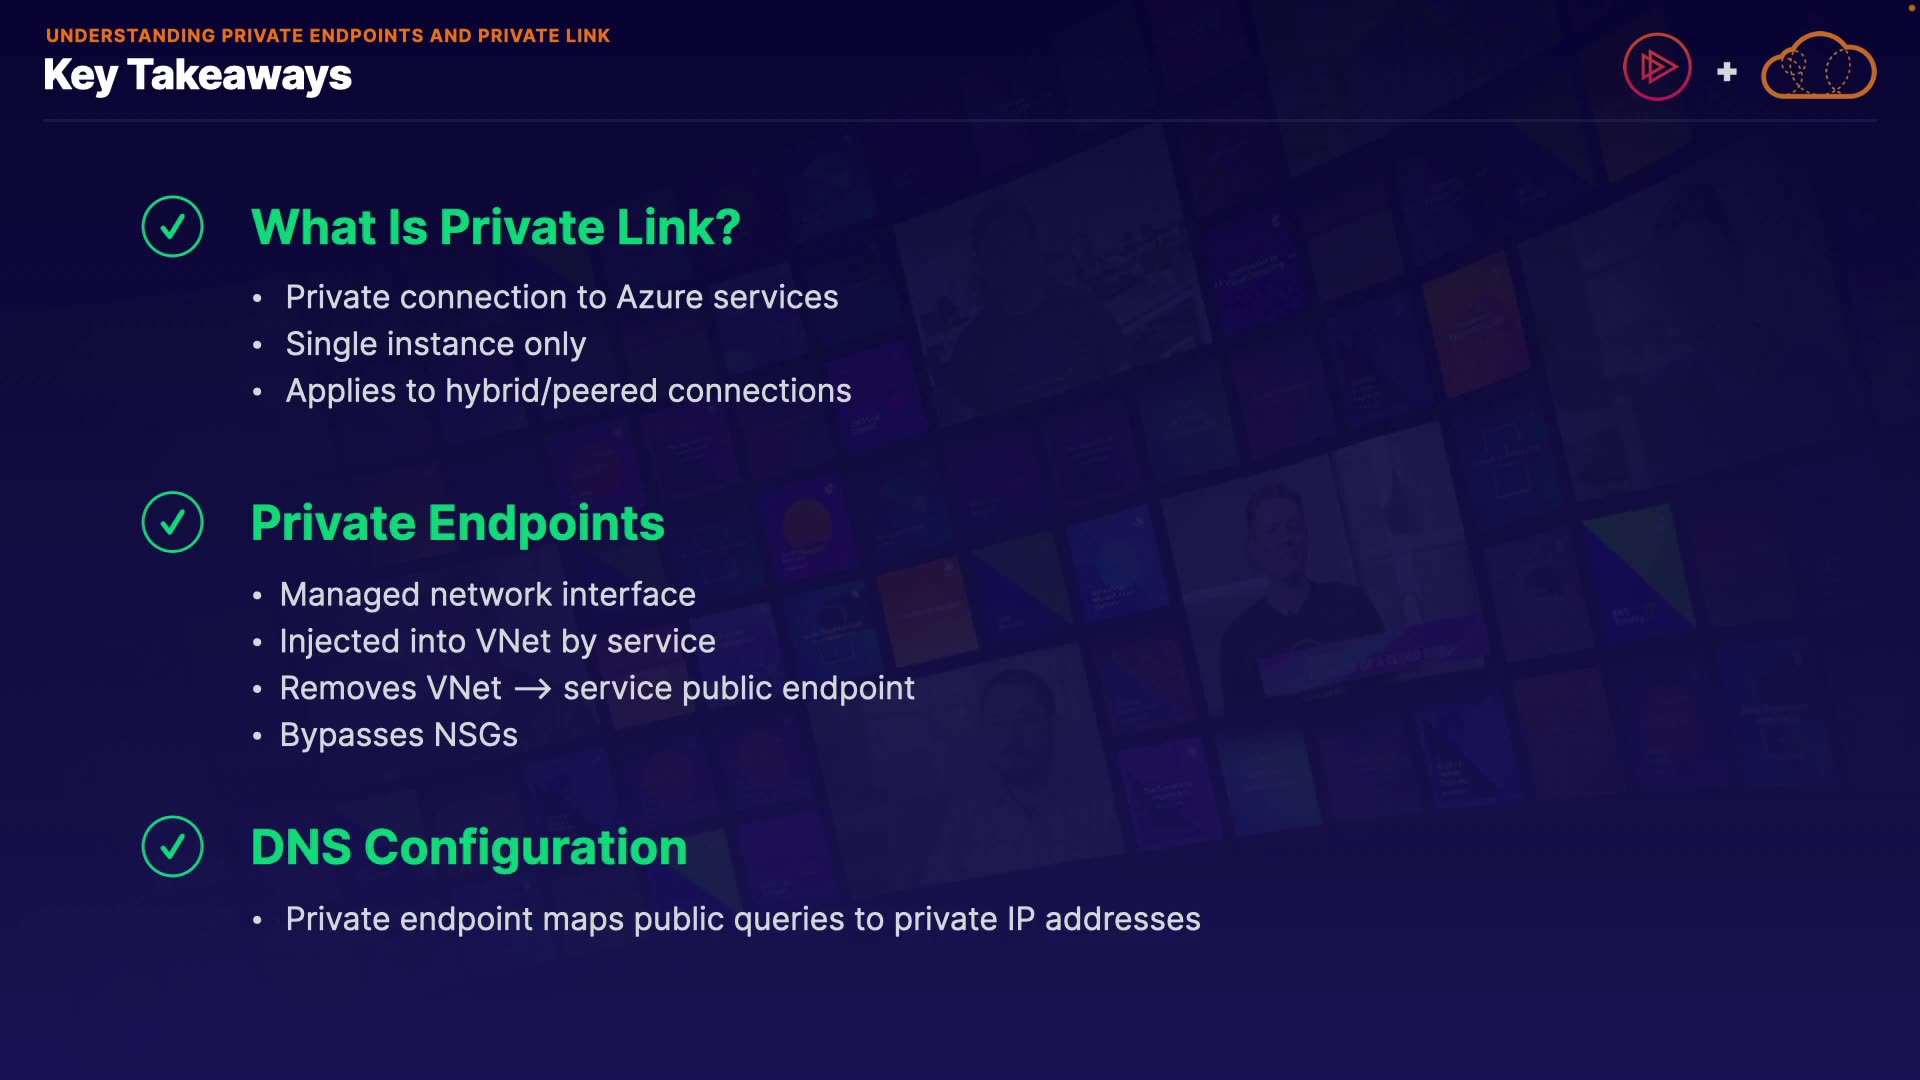 UNDERSTANDING PRIVATE ENDPOINTS AND PRIVATE LINK
Key Takeaways
What Is Private Link?
• Private connection to Azure services
• Single instance only
• Applies to hybrid/peered connections
Private Endpoints
• Managed network interface
• Injected into VNet by service
• Removes VNet → service public endpoint
• Bypasses NSGs
DNS Configuration
• Private endpoint maps public queries to private IP addresses